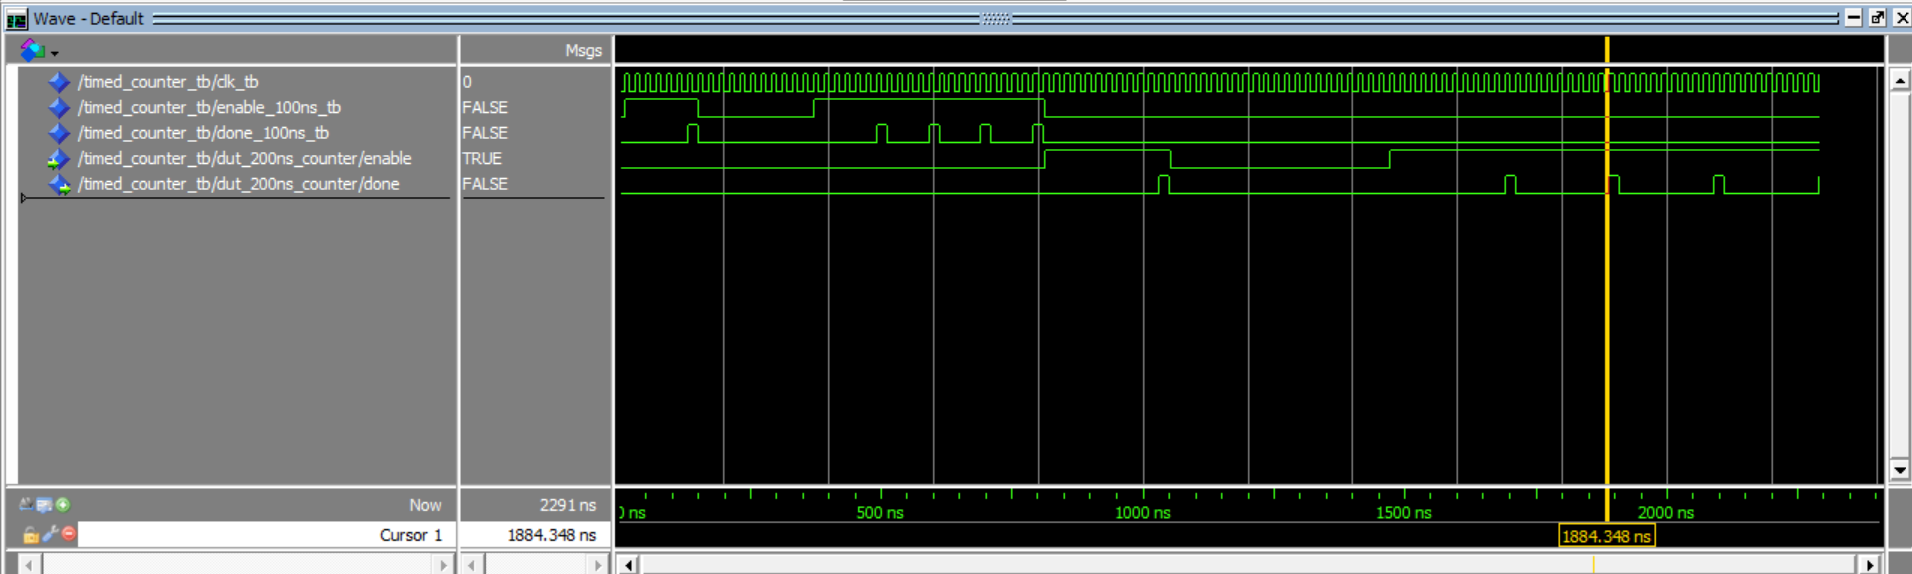 Wave - Default
Msgs
/timed_counter_tb/clk_tb 0
/timed_counter_tb/enable_100ns_tb FALSE
/timed_counter_tb/done_100ns_tb FALSE
/timed_counter_tb/dut_200ns_counter/enable TRUE
/timed_counter_tb/dut_200ns_counter/done FALSE
Now 2291 ns
ns 500 ns 1000 ns 1500 ns 2000 ns
Cursor 1 1884.348 ns
1884.348 ns